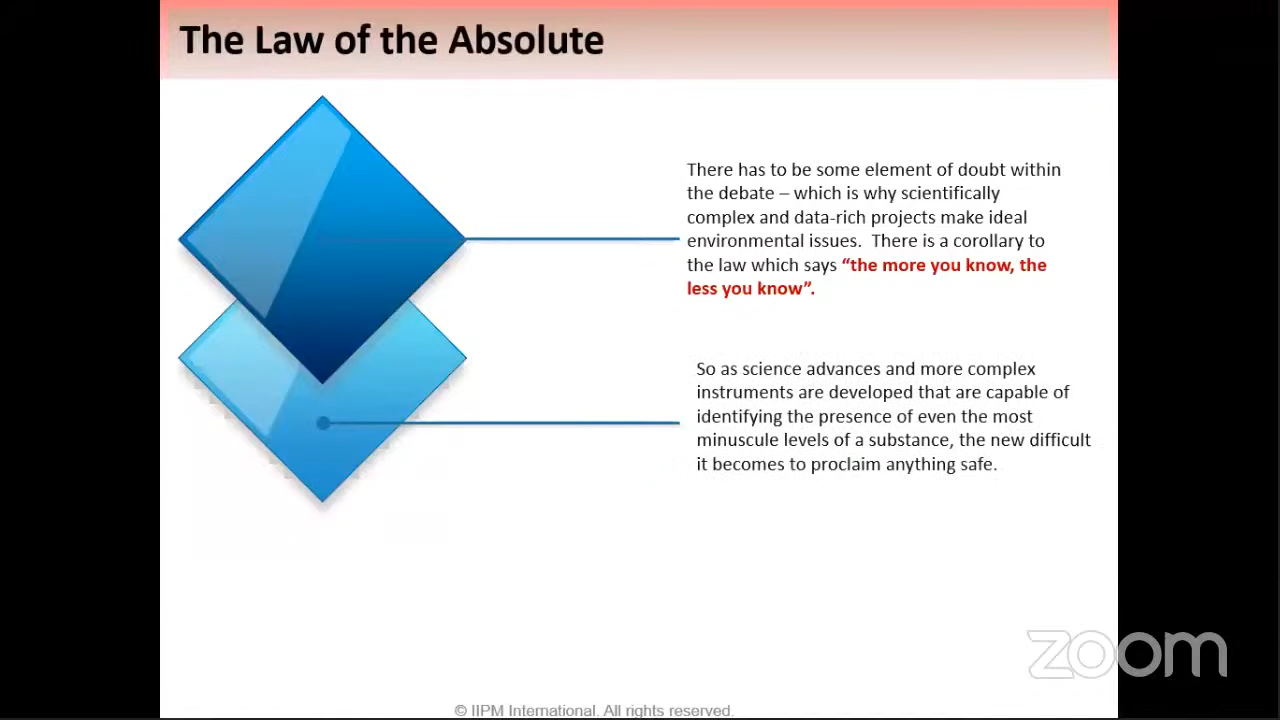 The Law of the Absolute
There has to be some element of doubt within
the debate – which is why scientifically
complex and data-rich projects make ideal
environmental issues.  There is a corollary to
the law which says “the more you know, the
less you know”.
So as science advances and more complex
instruments are developed that are capable of
identifying the presence of even the most
minuscule levels of a substance, the new difficult
it becomes to proclaim anything safe.
zoom
© IIPM International. All rights reserved.